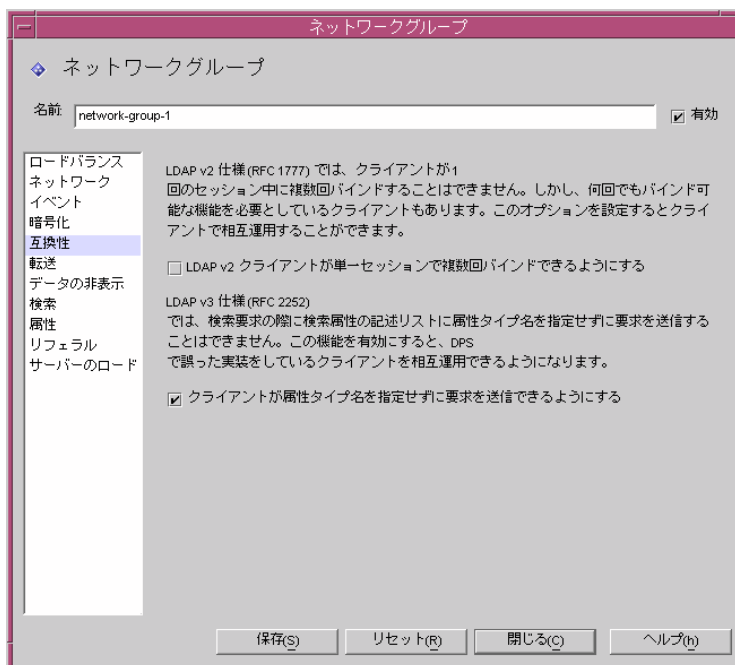 ネットワークグループ
ネットワークグループ
名前:
network-group-1
有効
ロードバランス
ネットワーク
イベント
暗号化
互換性
転送
データの非表示
検索
属性
リフェラル
サーバーのロード
LDAP v2 仕様(RFC 1777) では、クライアントが1
回のセッション中に複数回バインドすることはできません。しかし、何回でもバインド可
能な機能を必要としているクライアントもあります。このオプションを設定するとクライ
アントで相互運用することができます。
LDAP v2 クライアントが単一セッションで複数回バインドできるようにする
LDAP v3 仕様(RFC 2252)
では、検索要求の際に検索属性の記述リストに属性タイプ名を指定せずに要求を送信する
ことはできません。この機能を有効にすると、DPS
で誤った実装をしているクライアントを相互運用できるようになります。
クライアントが属性タイプ名を指定せずに要求を送信できるようにする
保存(S)
リセット(R)
閉じる(C)
ヘルプ(h)